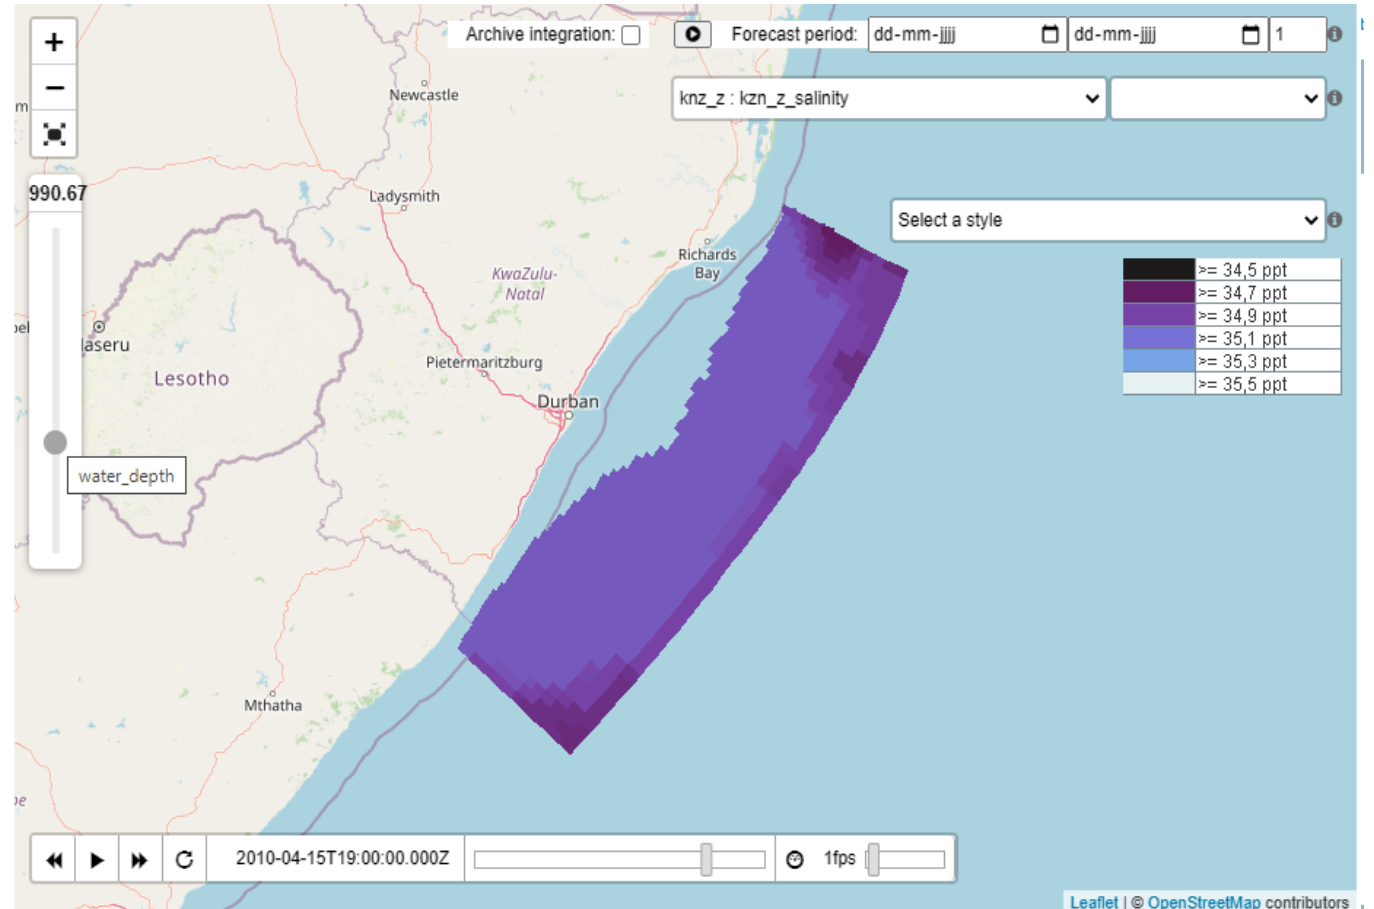 Archive integration:
Forecast period:
dd-mm-jjjj
dd-mm-jjjj
1
+
−
knz_z : kzn_z_salinity
Newcastle
990.67
Ladysmith
Select a style
Richards
Bay
KwaZulu-
Natal
>= 34,5 ppt
>= 34,7 ppt
>= 34,9 ppt
>= 35,1 ppt
>= 35,3 ppt
>= 35,5 ppt
aseru
Pietermaritzburg
Lesotho
Durban
water_depth
Mthatha
2010-04-15T19:00:00.000Z
1fps
Leaflet | © OpenStreetMap contributors